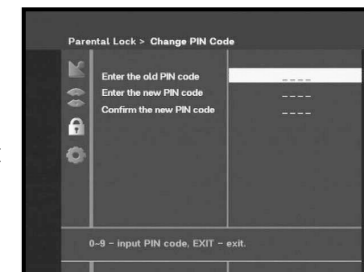 Parental Lock > Change PIN Code
Enter the old PIN code _ _ _ _
Enter the new PIN code _ _ _ _
Confirm the new PIN code _ _ _ _
0~9 – input PIN code, EXIT – exit.